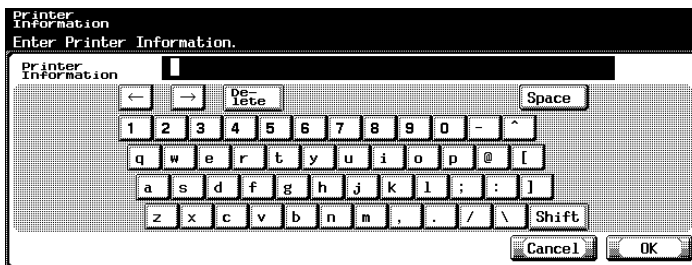 Printer
Information
Enter Printer Information.
Printer
Information
← → De-
lete Space
1 2 3 4 5 6 7 8 9 0 - ^
q w e r t y u i o p @ [
a s d f g h j k l ; : ]
z x c v b n m , . / \ Shift
Cancel OK